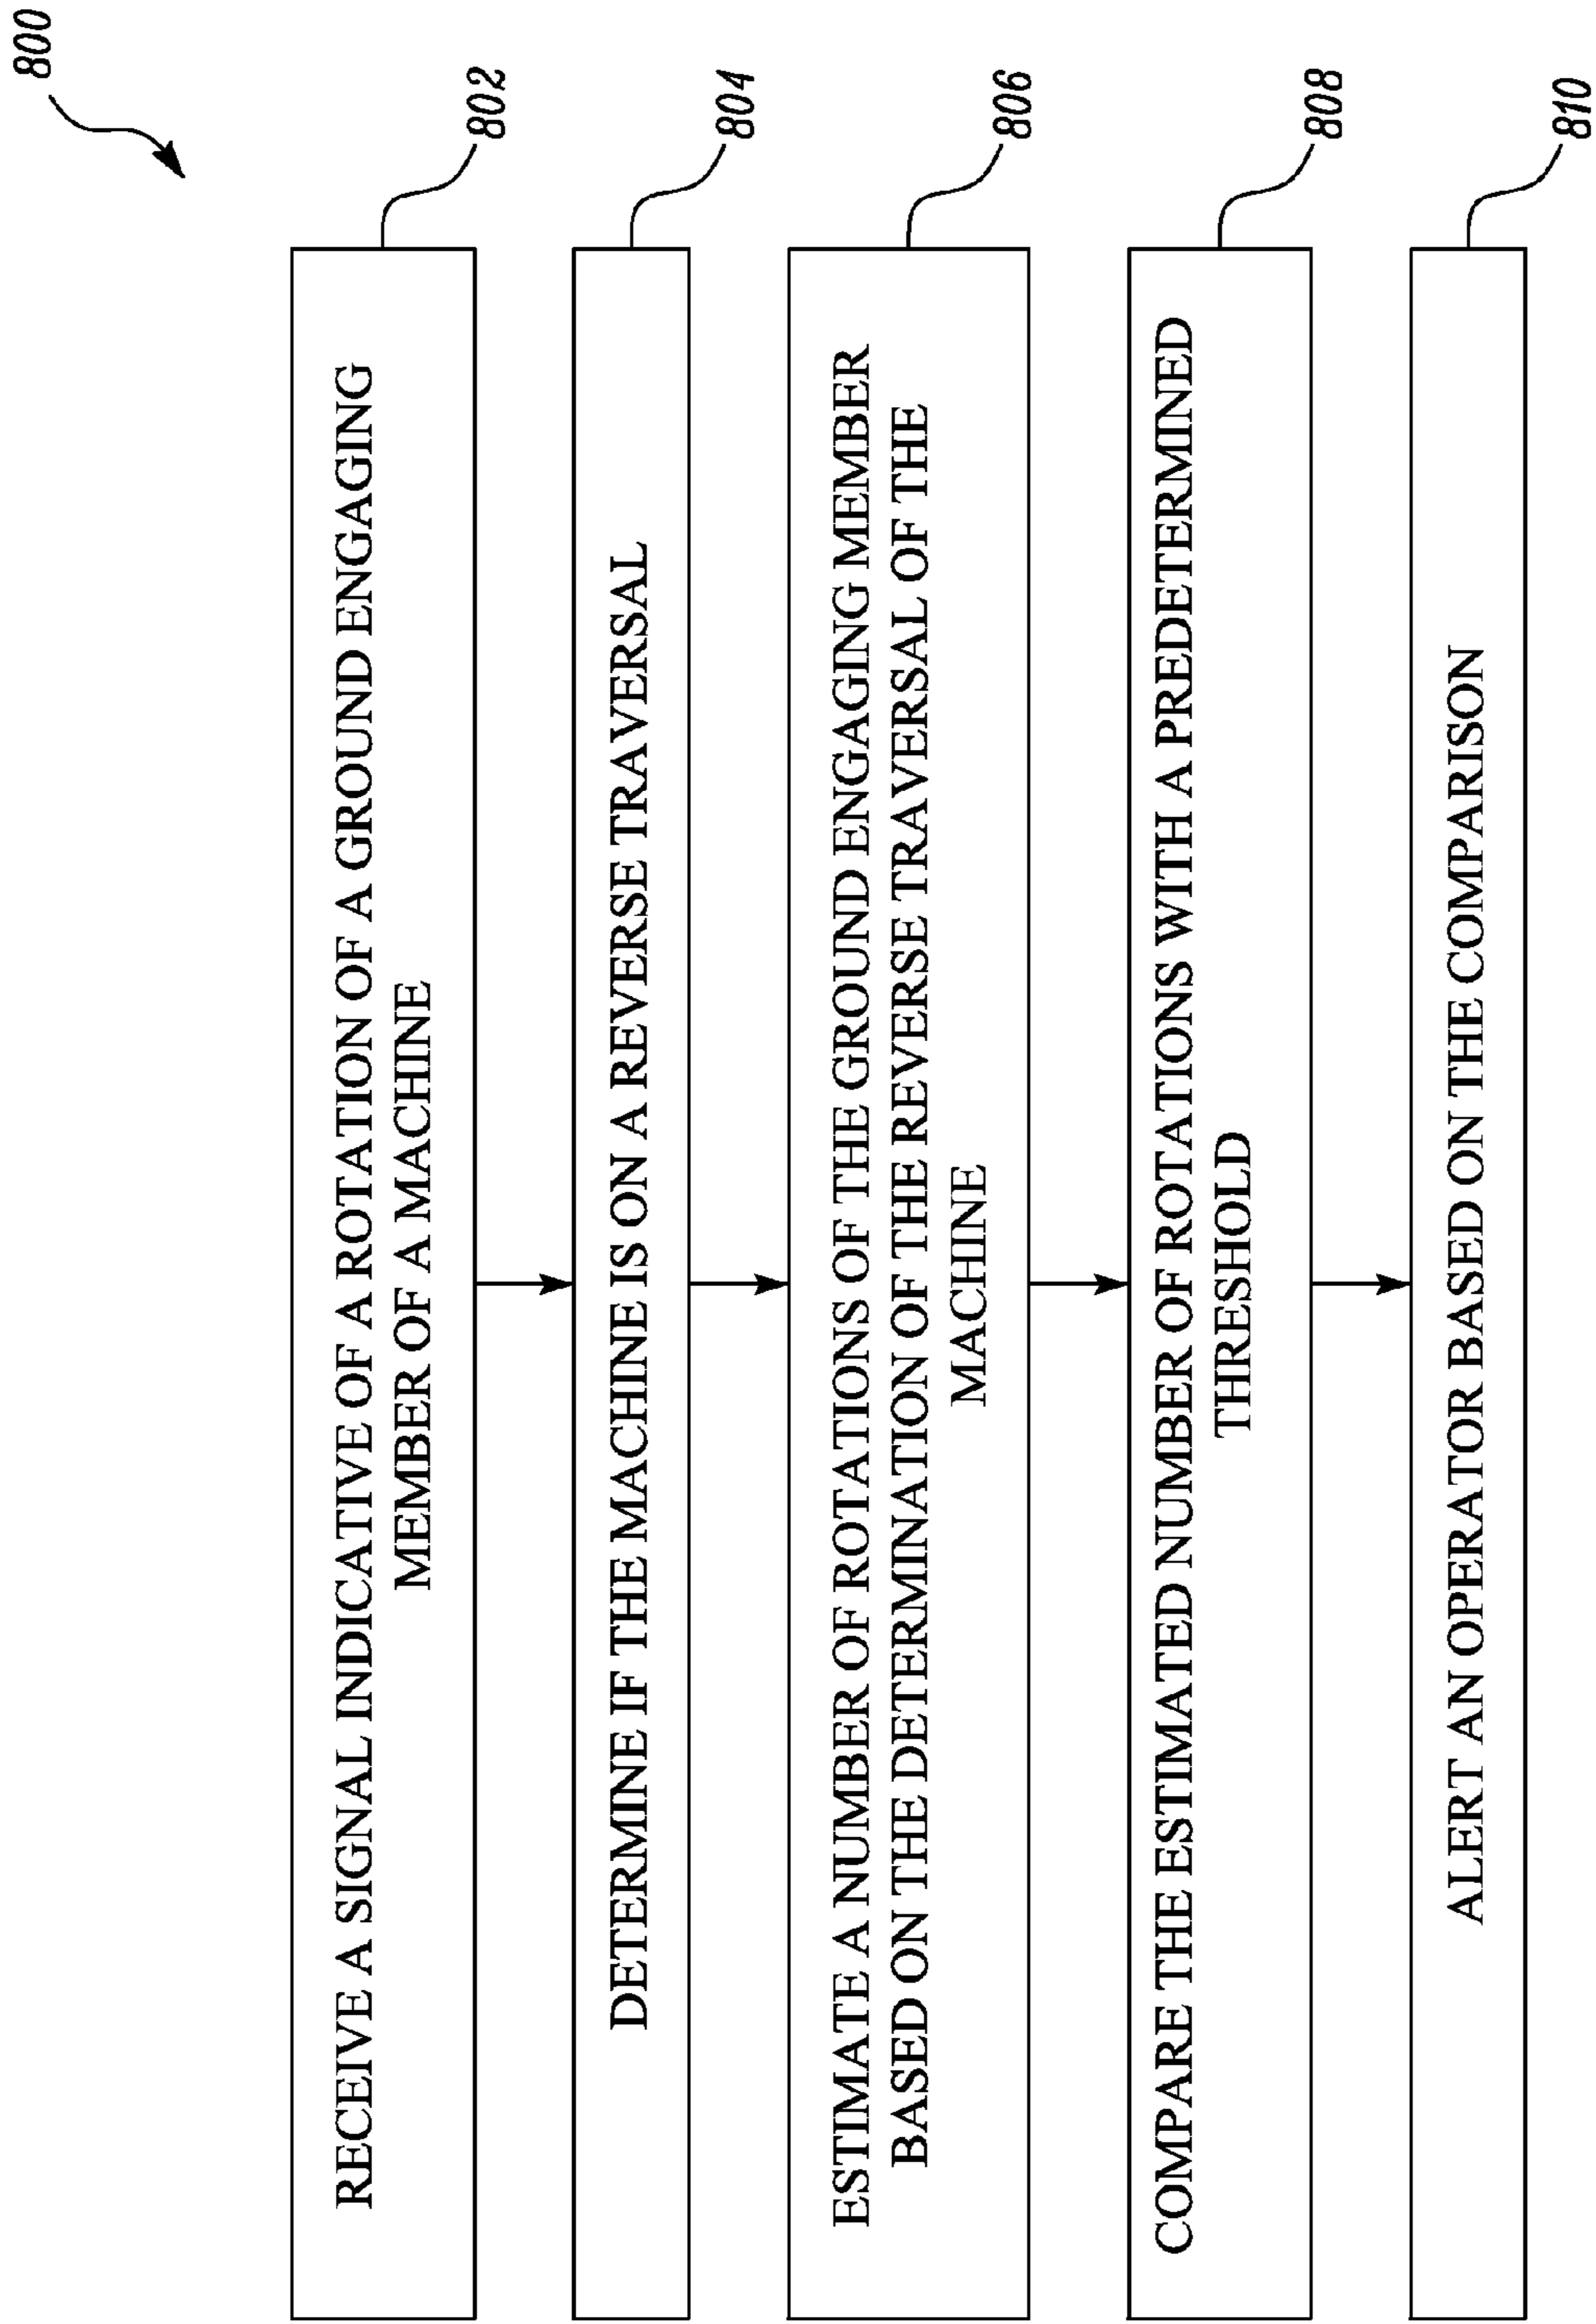 800
RECEIVE A SIGNAL INDICATIVE OF A ROTATION OF A GROUND ENGAGING
MEMBER OF A MACHINE
802
DETERMINE IF THE MACHINE IS ON A REVERSE TRAVERSAL
804
ESTIMATE A NUMBER OF ROTATIONS OF THE GROUND ENGAGING MEMBER
BASED ON THE DETERMINATION OF THE REVERSE TRAVERSAL OF THE
MACHINE
806
COMPARE THE ESTIMATED NUMBER OF ROTATIONS WITH A PREDETERMINED
THRESHOLD
808
ALERT AN OPERATOR BASED ON THE COMPARISON
810